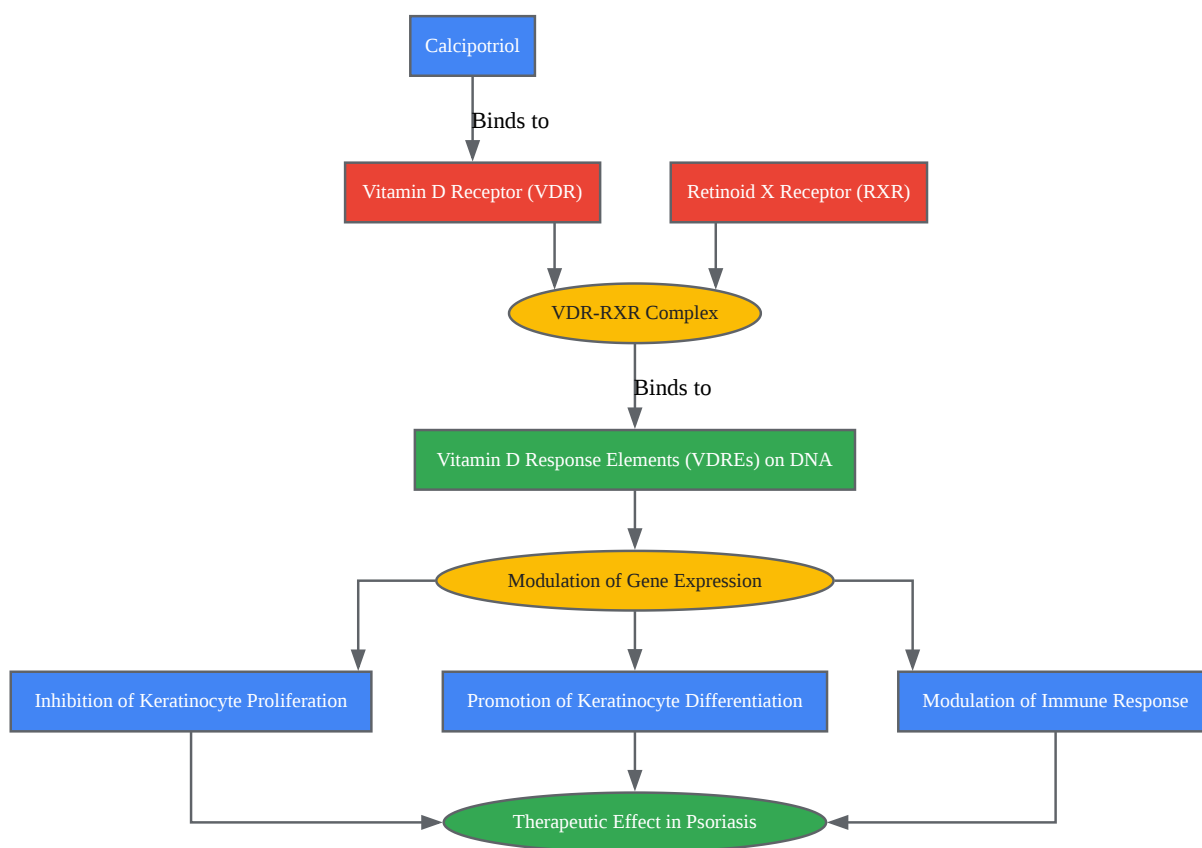 Calcipotriol
Binds to
Vitamin D Receptor (VDR)
Retinoid X Receptor (RXR)
VDR-RXR Complex
Binds to
Vitamin D Response Elements (VDREs) on DNA
Modulation of Gene Expression
Inhibition of Keratinocyte Proliferation
Promotion of Keratinocyte Differentiation
Modulation of Immune Response
Therapeutic Effect in Psoriasis